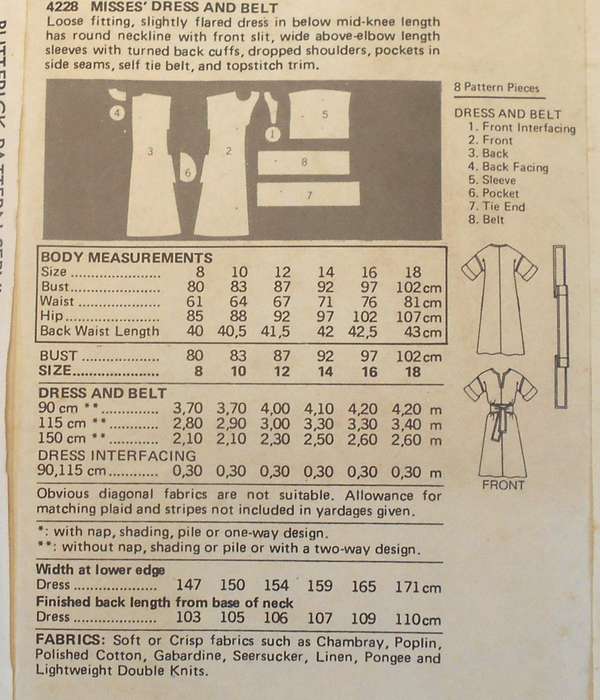 4228 MISSES' DRESS AND BELT
Loose fitting, slightly flared dress in below mid-knee length
has round neckline with front slit, wide above-elbow length
sleeves with turned back cuffs, dropped shoulders, pockets in
side seams, self tie belt, and topstitch trim.
4 3 6 2 1 5 8 7
8 Pattern Pieces
DRESS AND BELT
1. Front Interfacing
2. Front
3. Back
4. Back Facing
5. Sleeve
6. Pocket
7. Tie End
8. Belt
BODY MEASUREMENTS
Size .................... 8 10 12 14 16 18
Bust.................... 80 83 87 92 97 102cm
Waist .................. 61 64 67 71 76 81cm
Hip..................... 85 88 92 97 102 107cm
Back Waist Length 40 40,5 41,5 42 42,5 43cm
BUST .................. 80 83 87 92 97 102cm
SIZE.................... 8 10 12 14 16 18
DRESS AND BELT
90 cm **............. 3,70 3,70 4,00 4,10 4,20 4,20 m
115 cm **............ 2,80 2,90 3,00 3,30 3,30 3,40 m
150 cm **............ 2,10 2,10 2,30 2,50 2,60 2,60 m
DRESS INTERFACING
90,115 cm........... 0,30 0,30 0,30 0,30 0,30 0,30 m
Obvious diagonal fabrics are not suitable. Allowance for
matching plaid and stripes not included in yardages given.
*: with nap, shading, pile or one-way design.
**: without nap, shading or pile or with a two-way design.
Width at lower edge
Dress ................... 147 150 154 159 165 171cm
Finished back length from base of neck
Dress ................... 103 105 106 107 109 110cm
FABRICS: Soft or Crisp fabrics such as Chambray, Poplin,
Polished Cotton, Gabardine, Seersucker, Linen, Pongee and
Lightweight Double Knits.
FRONT